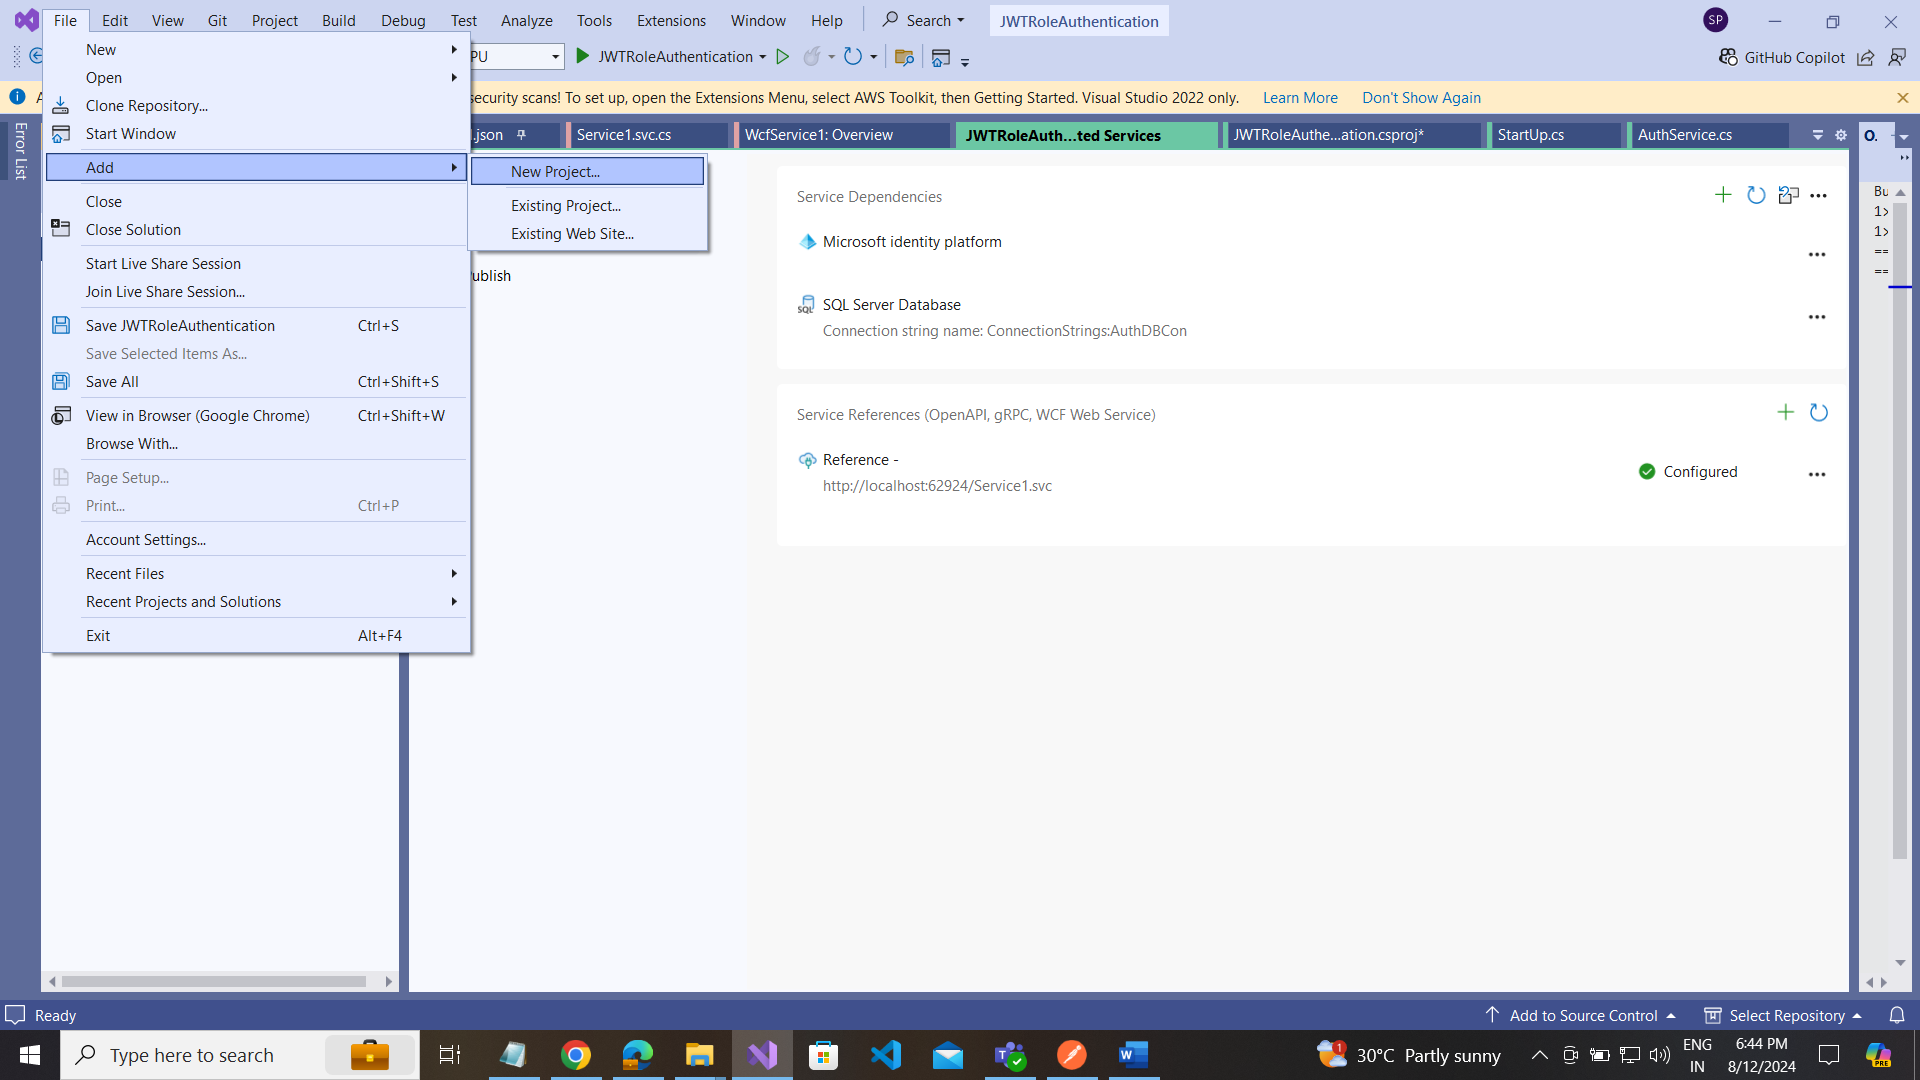 File Edit View Git Project Build Debug Test Analyze Tools Extensions Window Help Search JWTRoleAuthentication SP
PU JWTRoleAuthentication GitHub Copilot
security scans! To set up, open the Extensions Menu, select AWS Toolkit, then Getting Started. Visual Studio 2022 only. Learn More Don't Show Again
Error List
.json Service1.svc.cs WcfService1: Overview JWTRoleAuth...ted Services JWTRoleAuthe...ation.csproj* StartUp.cs AuthService.cs O.
New
Open
Clone Repository...
Start Window
Add
Close
Close Solution
Start Live Share Session
Join Live Share Session...
Save JWTRoleAuthentication Ctrl+S
Save Selected Items As...
Save All Ctrl+Shift+S
View in Browser (Google Chrome) Ctrl+Shift+W
Browse With...
Page Setup...
Print... Ctrl+P
Account Settings...
Recent Files
Recent Projects and Solutions
Exit Alt+F4
New Project...
Existing Project...
Existing Web Site...
ublish
Service Dependencies
Microsoft identity platform
SQL Server Database
SQL
Connection string name: ConnectionStrings:AuthDBCon
Service References (OpenAPI, gRPC, WCF Web Service)
Reference -
http://localhost:62924/Service1.svc
Configured
Bu
1>
1>
==
==
Ready Add to Source Control Select Repository
Type here to search
1 30°C Partly sunny
ENG
IN
6:44 PM
8/12/2024
PRE